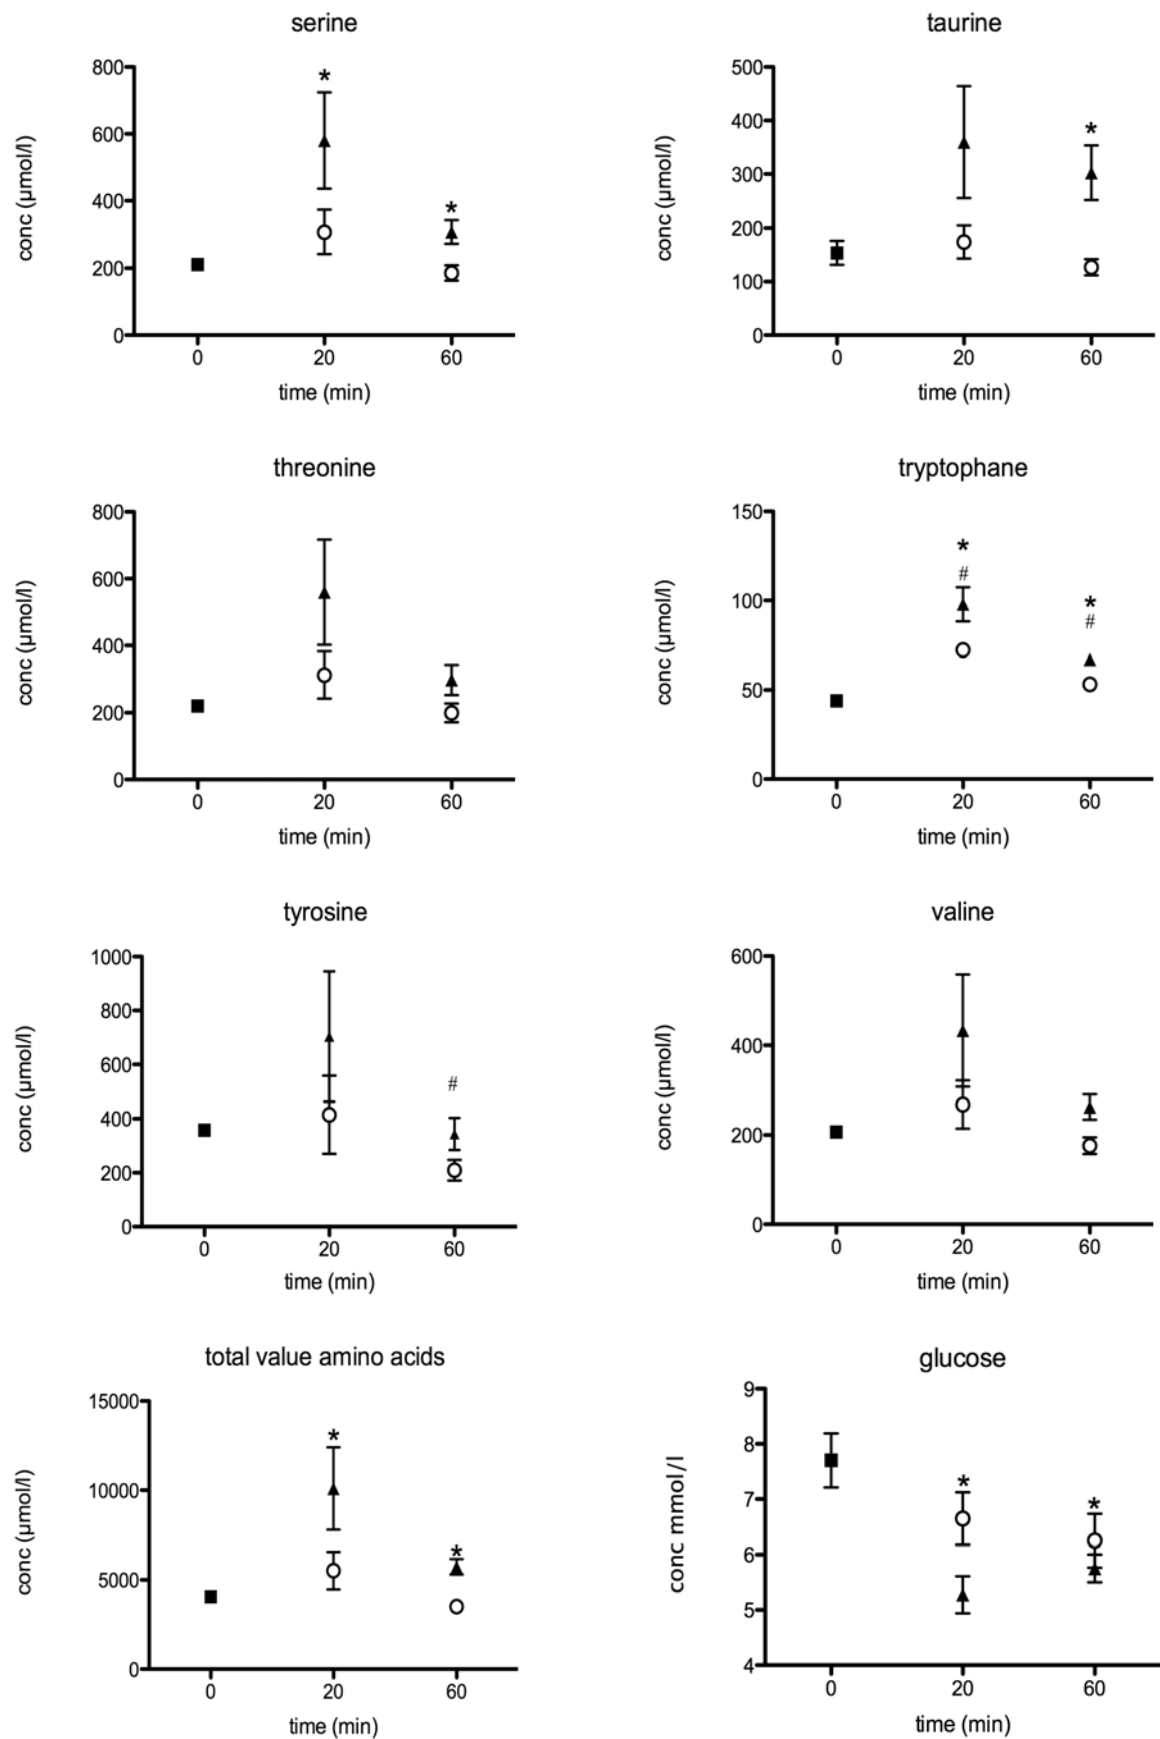 serine
conc (µmol/l)
800
600
400
200
0
*
*
0 20 60
time (min)
taurine
conc (µmol/l)
500
400
300
200
100
0
*
0 20 60
time (min)
threonine
conc (µmol/l)
800
600
400
200
0
0 20 60
time (min)
tryptophane
conc (µmol/l)
150
100
50
0
*
#
*
#
0 20 60
time (min)
tyrosine
conc (µmol/l)
1000
800
600
400
200
0
#
0 20 60
time (min)
valine
conc (µmol/l)
600
400
200
0
0 20 60
time (min)
total value amino acids
conc (µmol/l)
15000
10000
5000
0
*
*
0 20 60
time (min)
glucose
conc mmol/l
9
8
7
6
5
4
*
*
0 20 60
time (min)